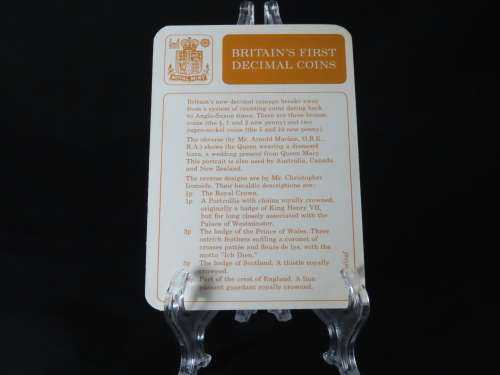 ROYAL MINT
BRITAIN'S FIRST
DECIMAL COINS
Britain's new decimal coinage breaks away
from a system of counting coins dating back
to Anglo-Saxon times. There are three bronze
coins (the ½, 1 and 2 new penny) and two
cupro-nickel coins (the 5 and 10 new penny).
The obverse (by Mr. Arnold Machin, O.B.E.,
R.A.) shows the Queen wearing a diamond
tiara, a wedding present from Queen Mary.
This portrait is also used by Australia, Canada
and New Zealand.
The reverse designs are by Mr. Christopher
Ironside. Their heraldic descriptions are:
½p The Royal Crown.
1p A Portcullis with chains royally crowned,
originally a badge of King Henry VII,
but for long closely associated with the
Palace of Westminster.
2p The badge of the Prince of Wales. Three
ostrich feathers enfiling a coronet of
crosses pattée and fleurs de lys, with the
motto "Ich Dien."
5p The badge of Scotland. A thistle royally
crowned.
Part of the crest of England. A lion
passant guardant royally crowned.